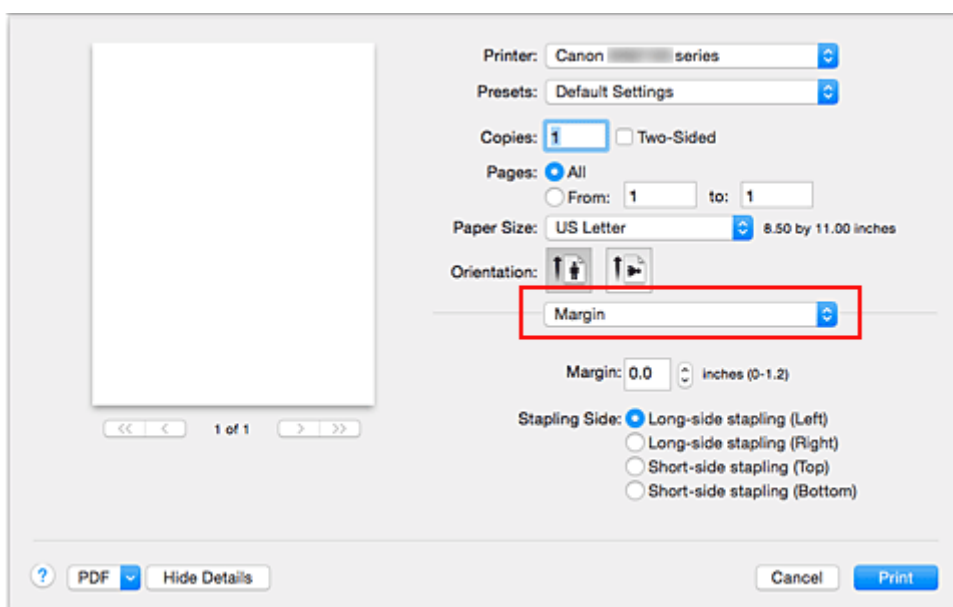 Printer: Canon series
Presets: Default Settings
Copies: 1 Two-Sided
Pages: All
From: 1 to: 1
Paper Size: US Letter 8.50 by 11.00 inches
Orientation:
Margin
Margin: 0.0 inches (0-1.2)
Stapling Side: Long-side stapling (Left)
Long-side stapling (Right)
Short-side stapling (Top)
Short-side stapling (Bottom)
1 of 1
? PDF Hide Details Cancel Print